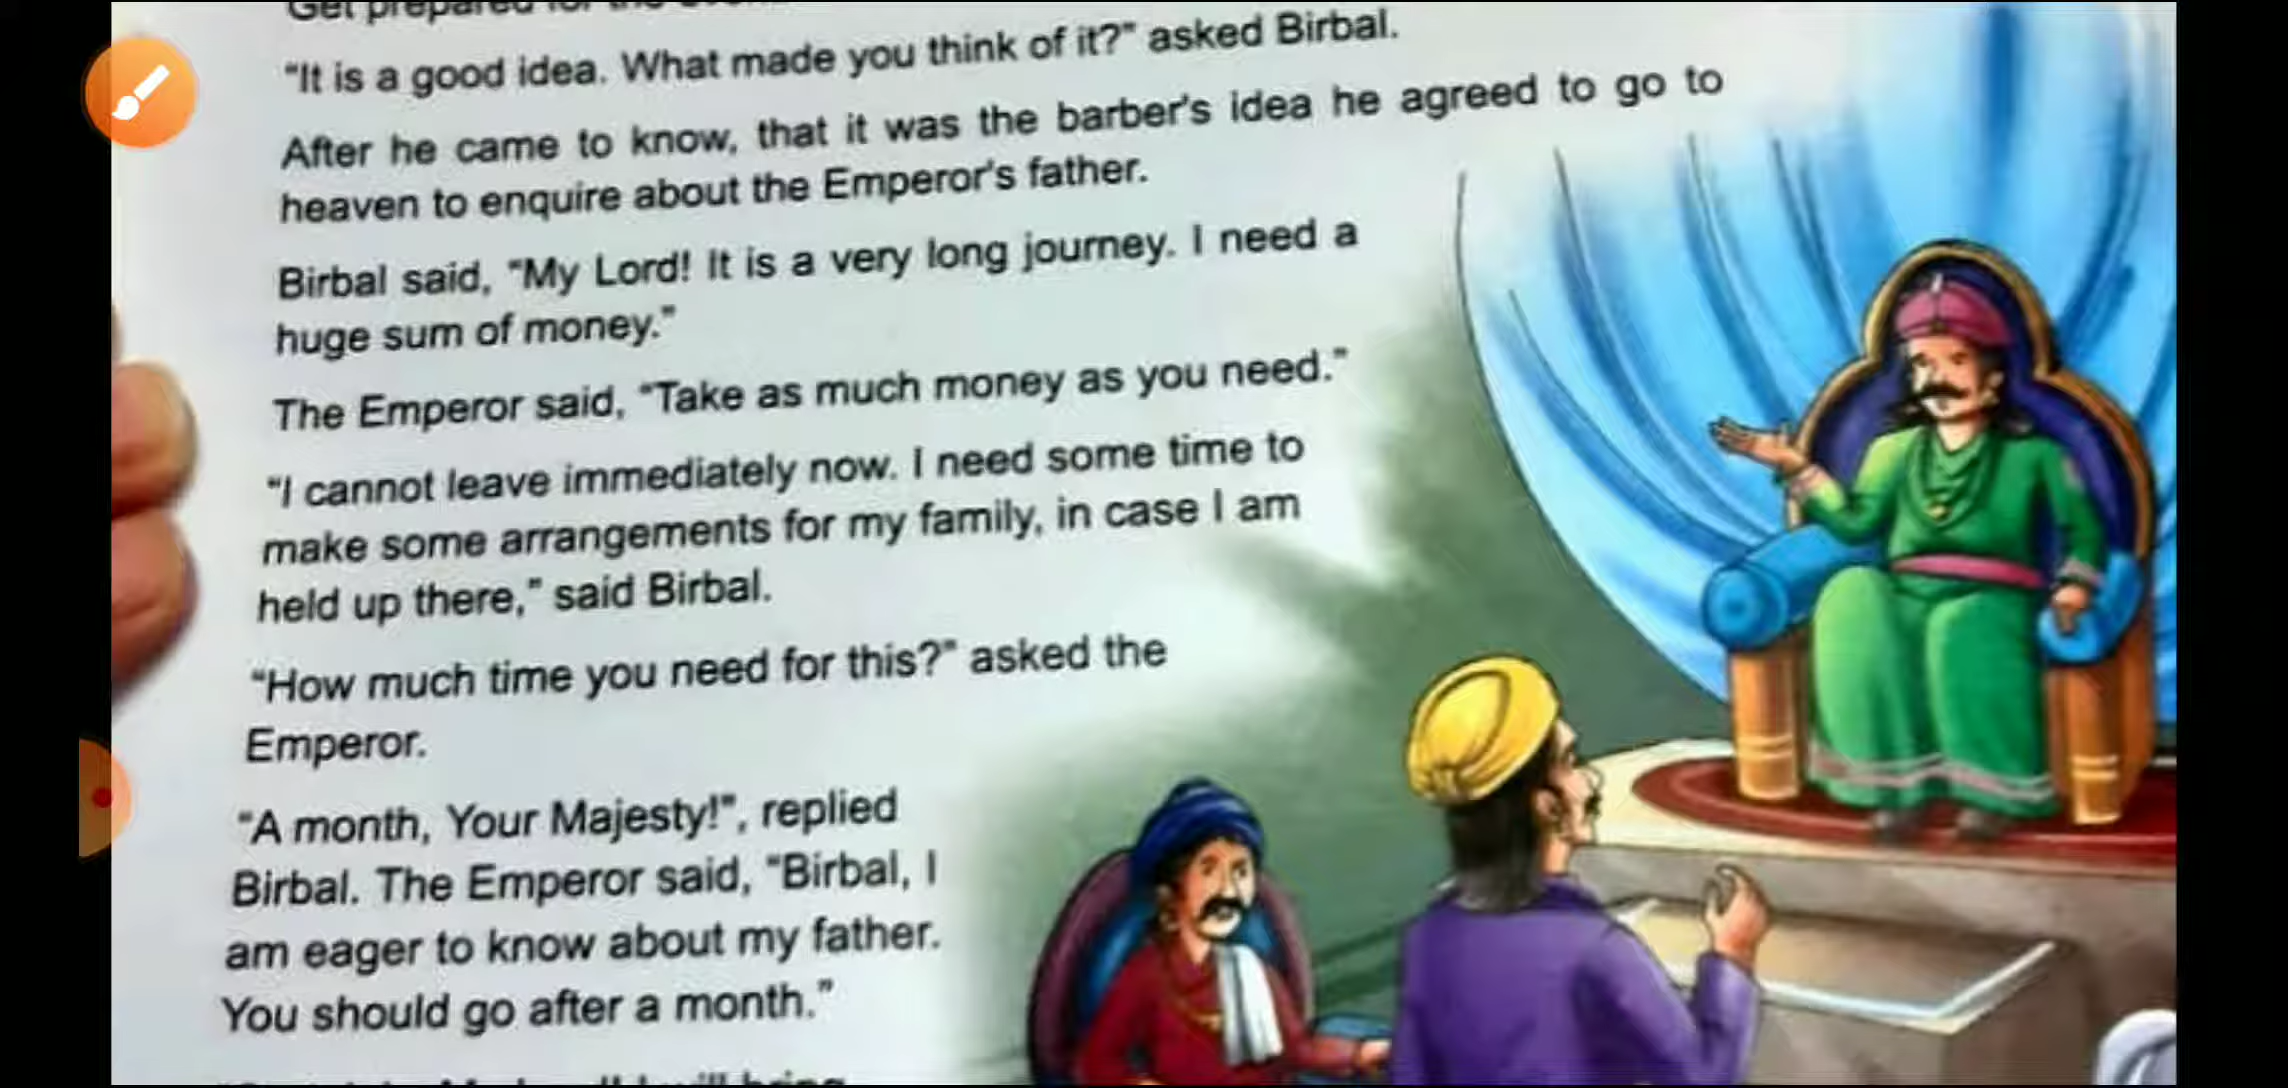 Get prepared for the
"It is a good idea. What made you think of it?" asked Birbal.
After he came to know, that it was the barber's idea he agreed to go to
heaven to enquire about the Emperor's father.
Birbal said, "My Lord! It is a very long journey. I need a
huge sum of money."
The Emperor said, "Take as much money as you need."
"I cannot leave immediately now. I need some time to
make some arrangements for my family, in case I am
held up there," said Birbal.
"How much time you need for this?" asked the
Emperor.
"A month, Your Majesty!", replied
Birbal. The Emperor said, "Birbal, I
am eager to know about my father.
You should go after a month."